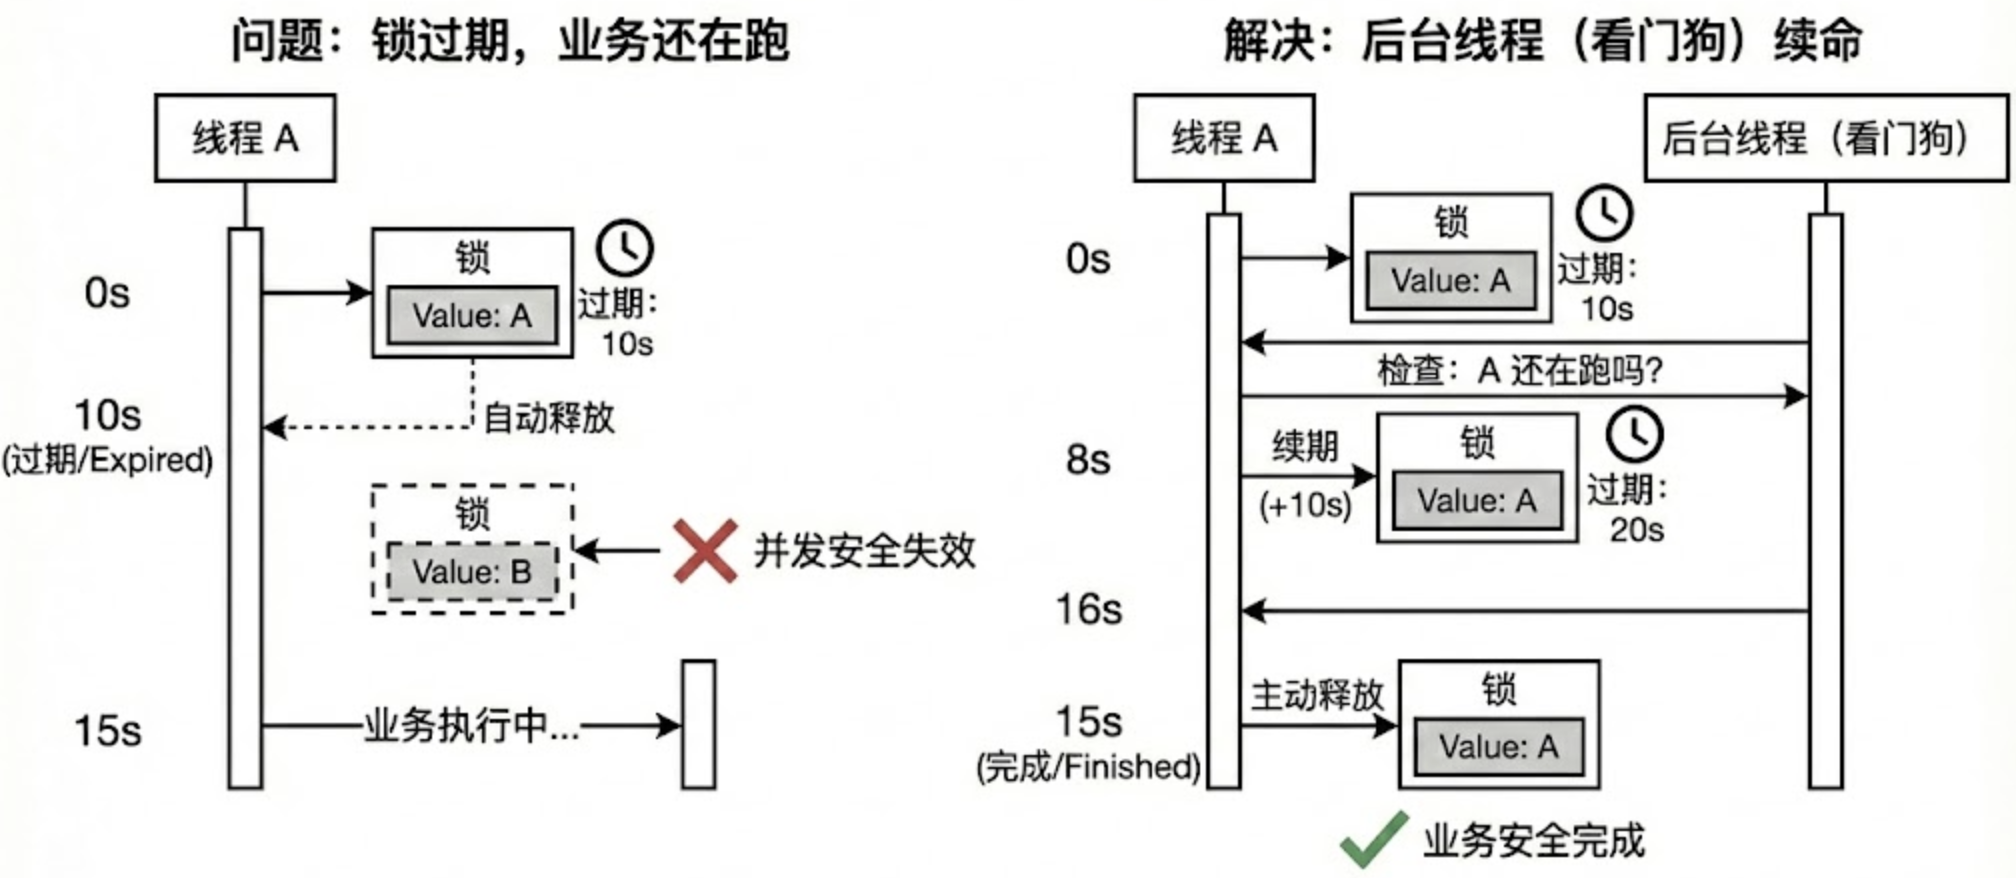 问题：锁过期，业务还在跑
线程 A
0s
锁
Value: A
过期：
10s
10s
(过期/Expired)
自动释放
锁
Value: B
并发安全失效
15s
业务执行中...
解决：后台线程（看门狗）续命
线程 A
后台线程（看门狗）
0s
锁
Value: A
过期：
10s
检查：A 还在跑吗？
8s
续期
(+10s)
锁
Value: A
过期：
20s
16s
15s
(完成/Finished)
主动释放
锁
Value: A
业务安全完成